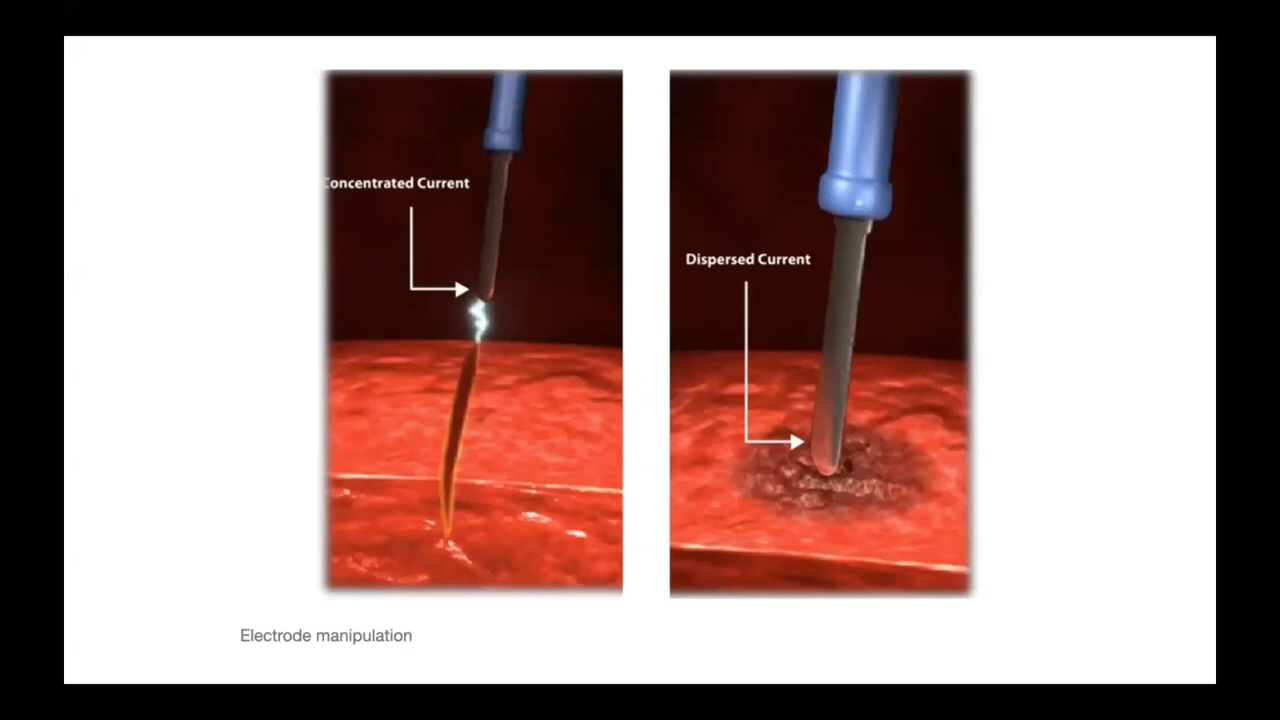 Concentrated Current
Dispersed Current
Electrode manipulation